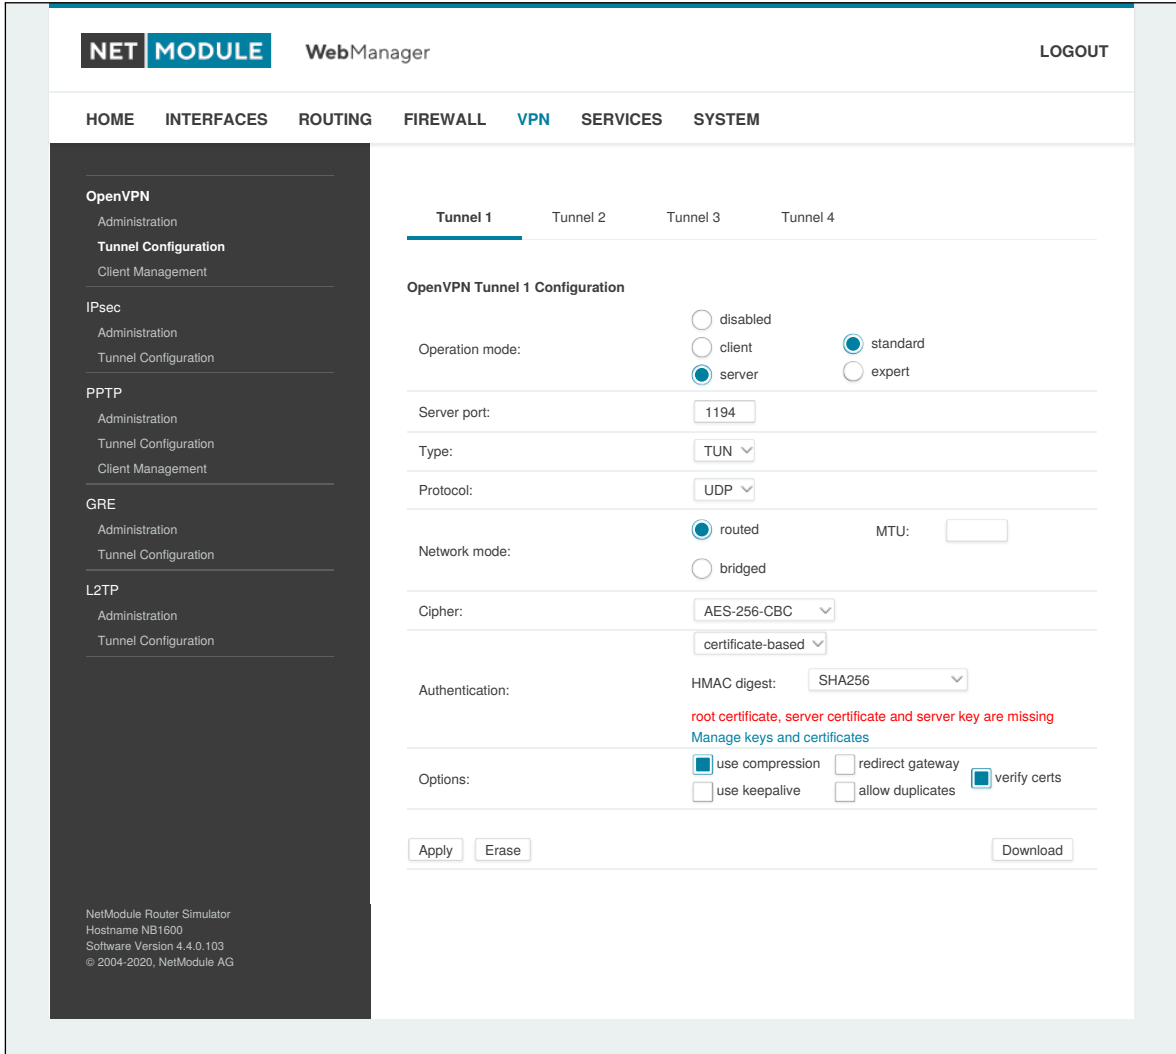 NET MODULE WebManager LOGOUT
HOME INTERFACES ROUTING FIREWALL VPN SERVICES SYSTEM
OpenVPN
Administration
Tunnel Configuration
Client Management
IPsec
Administration
Tunnel Configuration
PPTP
Administration
Tunnel Configuration
Client Management
GRE
Administration
Tunnel Configuration
L2TP
Administration
Tunnel Configuration
NetModule Router Simulator
Hostname NB1600
Software Version 4.4.0.103
© 2004-2020, NetModule AG
Tunnel 1 Tunnel 2 Tunnel 3 Tunnel 4
OpenVPN Tunnel 1 Configuration
Operation mode:
disabled
client
server
standard
expert
Server port: 1194
Type: TUN
Protocol: UDP
Network mode:
routed MTU:
bridged
Cipher: AES-256-CBC
Authentication:
certificate-based
HMAC digest: SHA256
root certificate, server certificate and server key are missing
Manage keys and certificates
Options:
use compression redirect gateway verify certs
use keepalive allow duplicates
Apply Erase Download